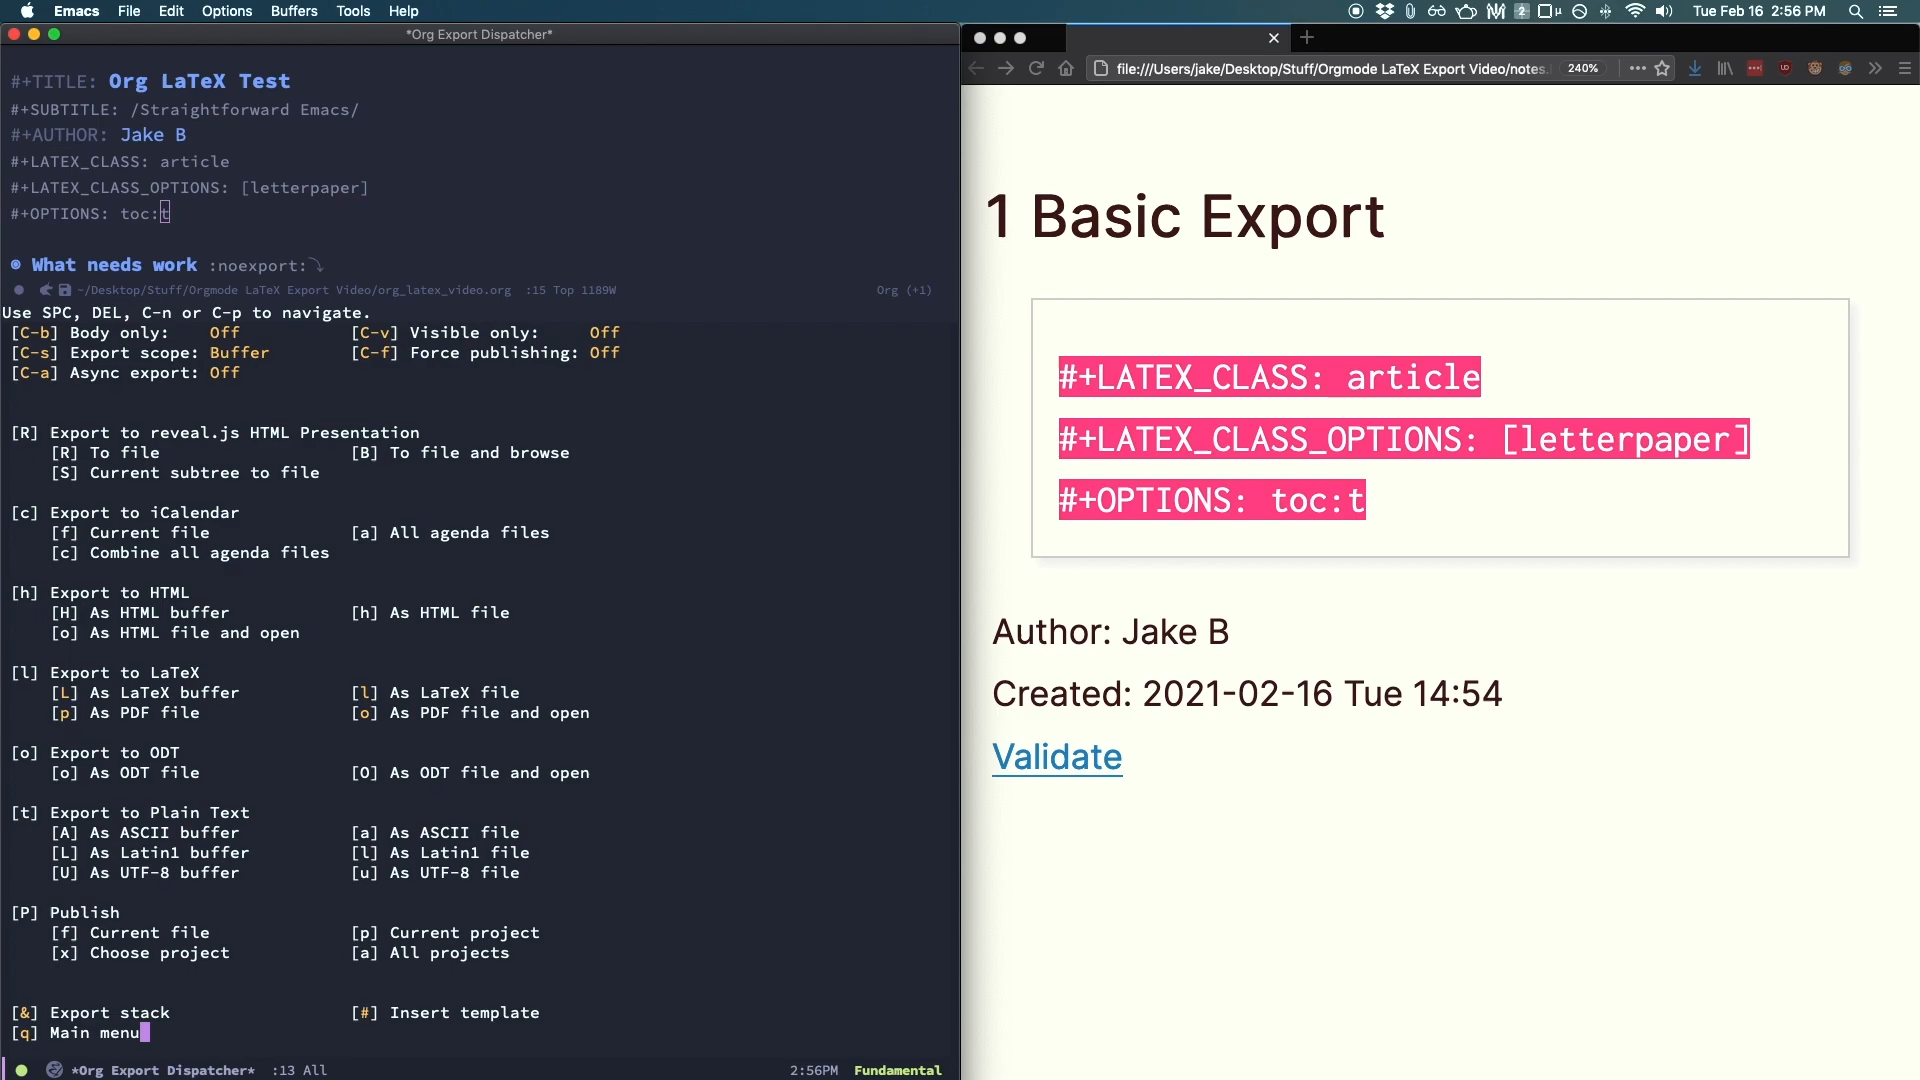 Emacs File Edit Options Buffers Tools Help
2
Tue Feb 16 2:56 PM
*Org Export Dispatcher*
#+TITLE: Org LaTeX Test
#+SUBTITLE: /Straightforward Emacs/
#+AUTHOR: Jake B
#+LATEX_CLASS: article
#+LATEX_CLASS_OPTIONS: [letterpaper]
#+OPTIONS: toc:t
What needs work :noexport:
~/Desktop/Stuff/Orgmode LaTeX Export Video/org_latex_video.org :15 Top 1189W Org (+1)
Use SPC, DEL, C-n or C-p to navigate.
[C-b] Body only: Off [C-v] Visible only: Off
[C-s] Export scope: Buffer [C-f] Force publishing: Off
[C-a] Async export: Off
[R] Export to reveal.js HTML Presentation
[R] To file [B] To file and browse
[S] Current subtree to file
[c] Export to iCalendar
[f] Current file [a] All agenda files
[c] Combine all agenda files
[h] Export to HTML
[H] As HTML buffer [h] As HTML file
[o] As HTML file and open
[l] Export to LaTeX
[L] As LaTeX buffer [l] As LaTeX file
[p] As PDF file [o] As PDF file and open
[o] Export to ODT
[o] As ODT file [O] As ODT file and open
[t] Export to Plain Text
[A] As ASCII buffer [a] As ASCII file
[L] As Latin1 buffer [l] As Latin1 file
[U] As UTF-8 buffer [u] As UTF-8 file
[P] Publish
[f] Current file [p] Current project
[x] Choose project [a] All projects
[&] Export stack [#] Insert template
[q] Main menu
*Org Export Dispatcher* :13 All 2:56PM Fundamental
file:///Users/jake/Desktop/Stuff/Orgmode LaTeX Export Video/notes. 240%
1 Basic Export
#+LATEX_CLASS: article
#+LATEX_CLASS_OPTIONS: [letterpaper]
#+OPTIONS: toc:t
Author: Jake B
Created: 2021-02-16 Tue 14:54
Validate